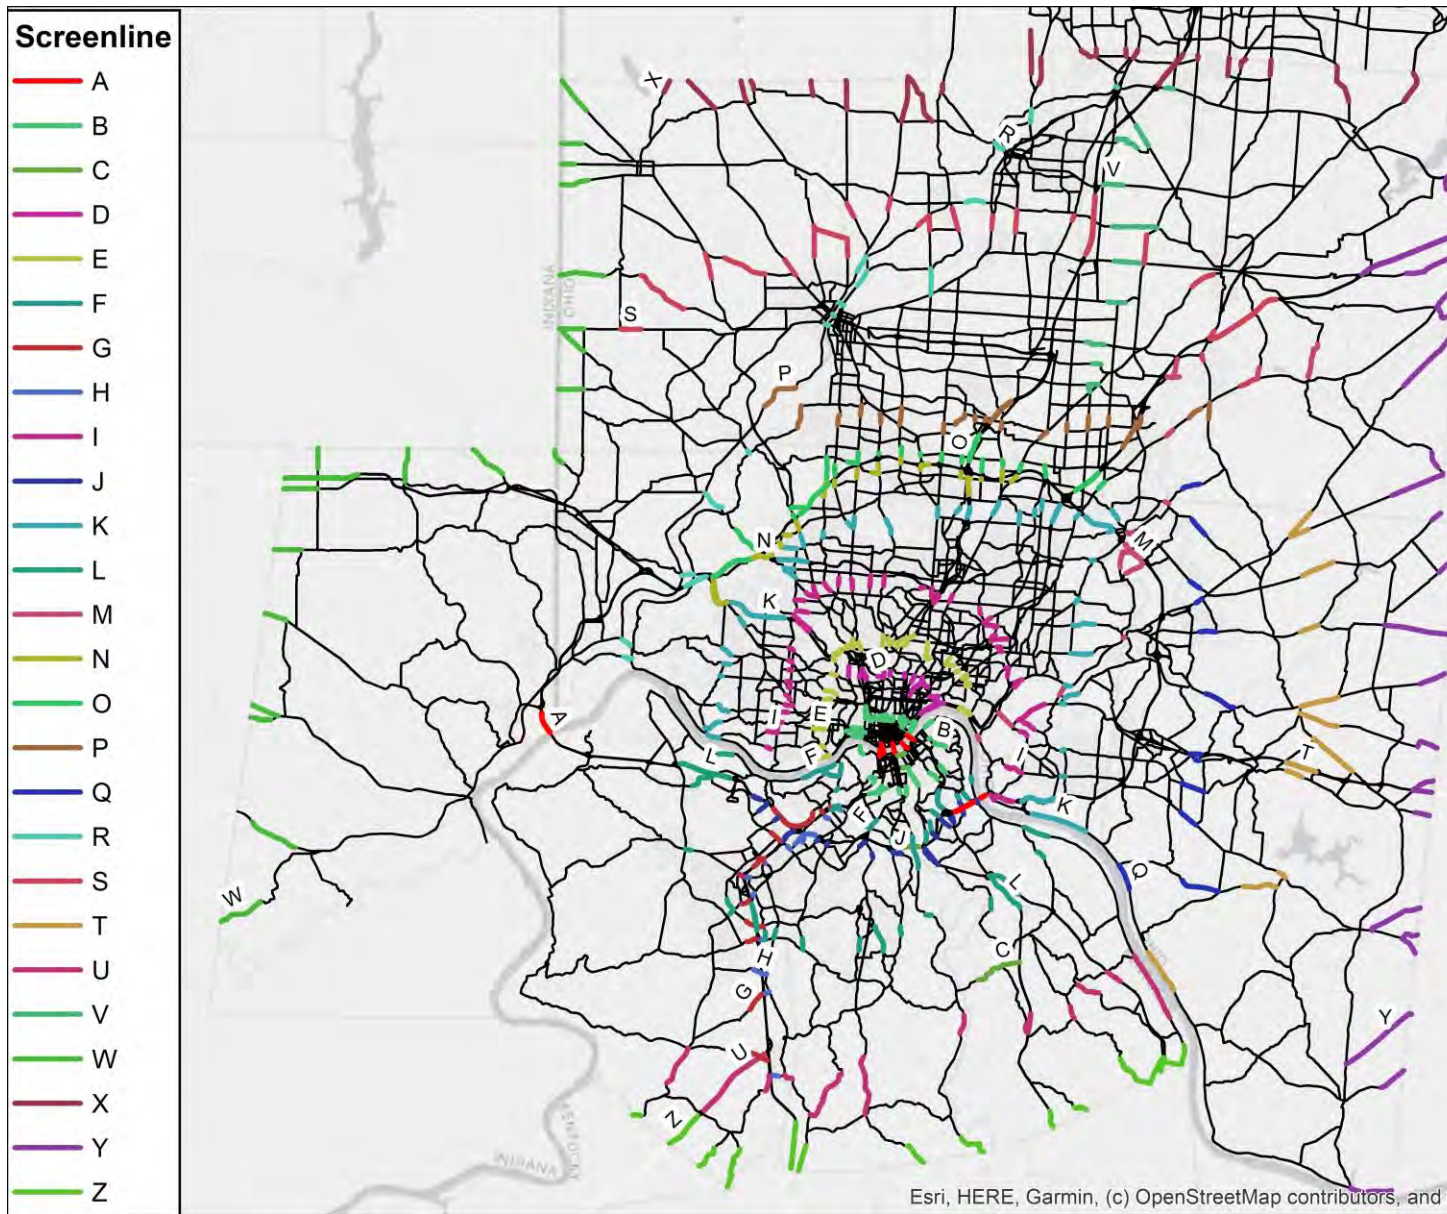 Screenline
A
B
C
D
E
F
G
H
I
J
K
L
M
N
O
P
Q
R
S
T
U
V
W
X
Y
Z
X
R
V
INDIANA
OHIO
S
P
O
N
M
K
D
A
I
E
B
L
F
I
T
K
F
J
Q
L
C
W
H
G
Y
U
Z
KENTUCKY
INDIANA
Esri, HERE, Garmin, (c) OpenStreetMap contributors, and